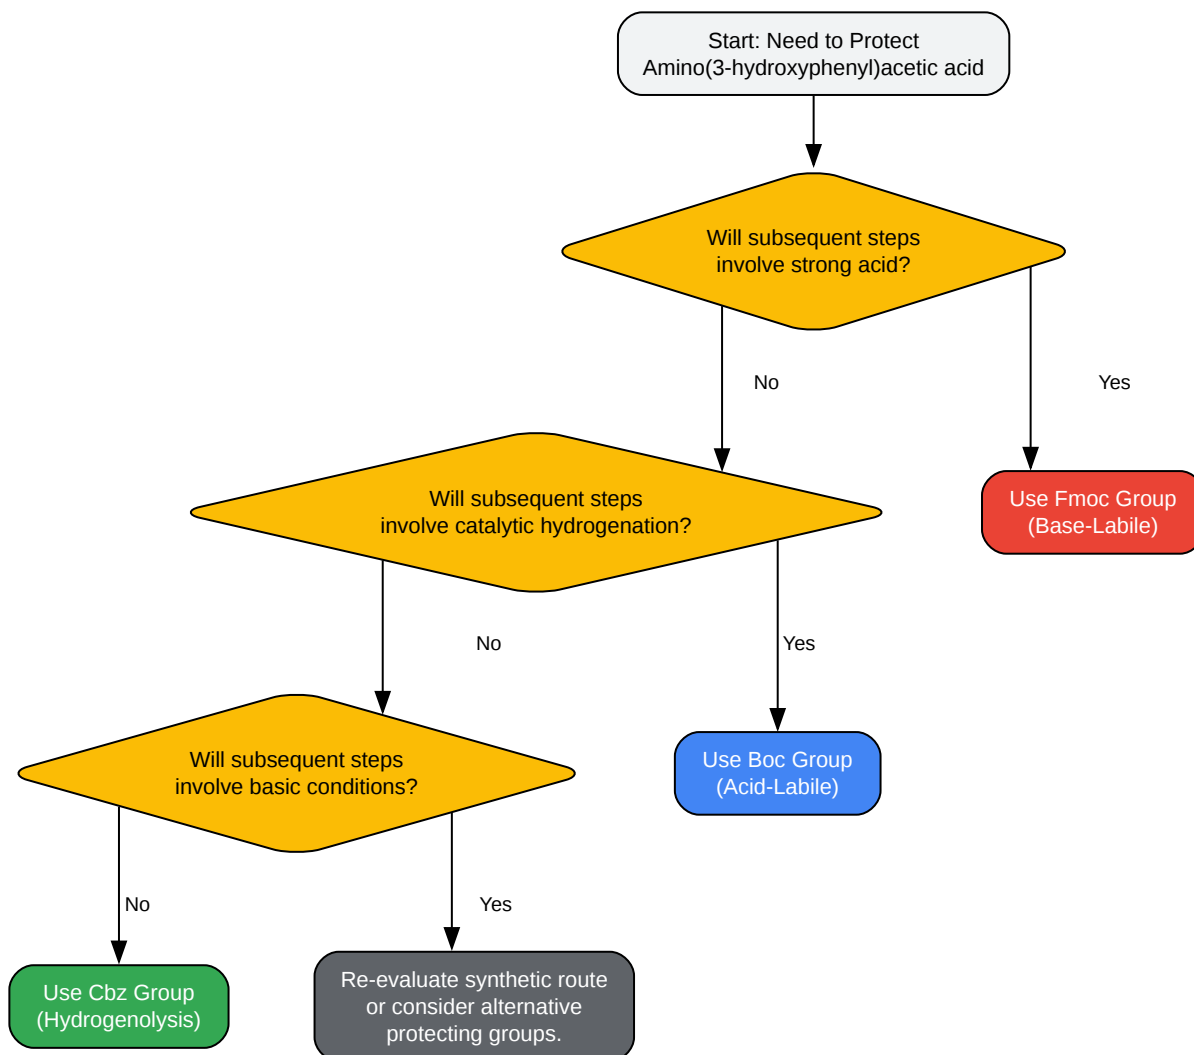 Start: Need to Protect
Amino(3-hydroxyphenyl)acetic acid
Will subsequent steps
involve strong acid?
No
Yes
Will subsequent steps
involve catalytic hydrogenation?
Use Fmoc Group
(Base-Labile)
No
Yes
Will subsequent steps
involve basic conditions?
Use Boc Group
(Acid-Labile)
No
Yes
Use Cbz Group
(Hydrogenolysis)
Re-evaluate synthetic route
or consider alternative
protecting groups.